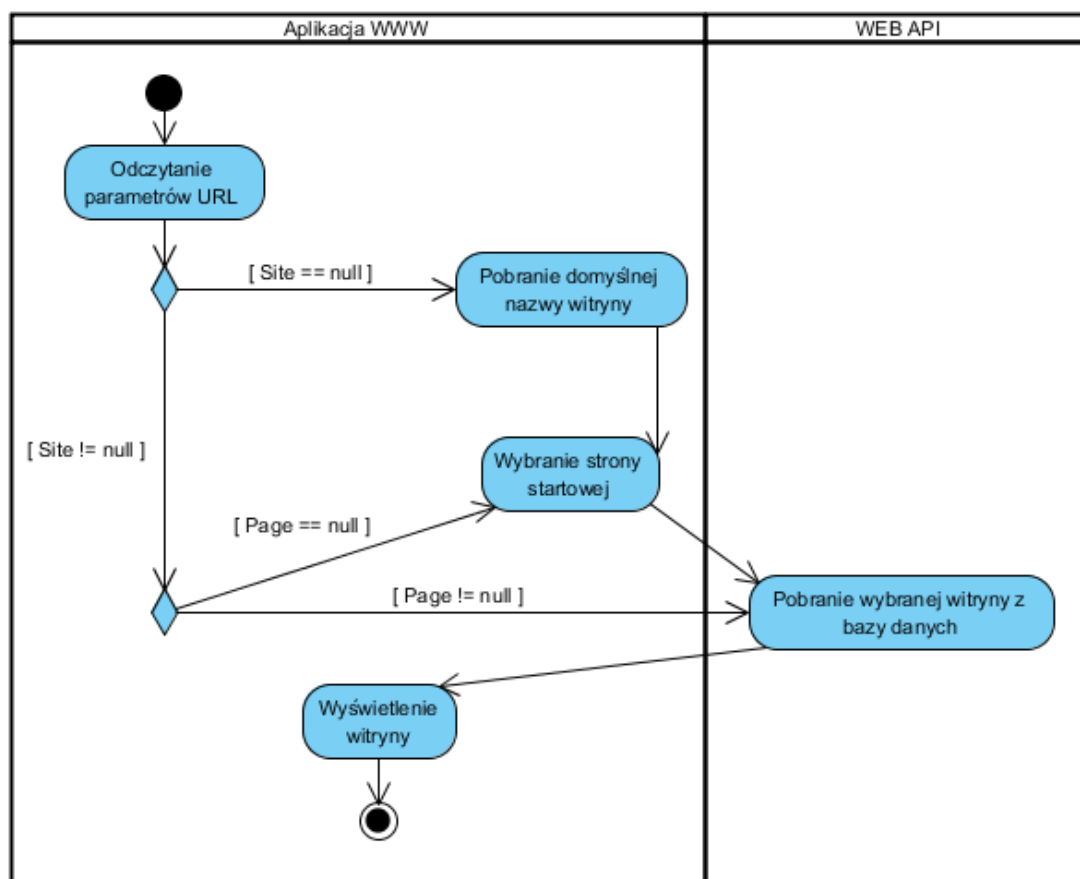 Aplikacja WWW
WEB API
Odczytanie
parametrów URL
[ Site == null ]
Pobranie domyślnej
nazwy witryny
[ Site != null ]
Wybranie strony
startowej
[ Page == null ]
[ Page != null ]
Pobranie wybranej witryny z
bazy danych
Wyświetlenie
witryny